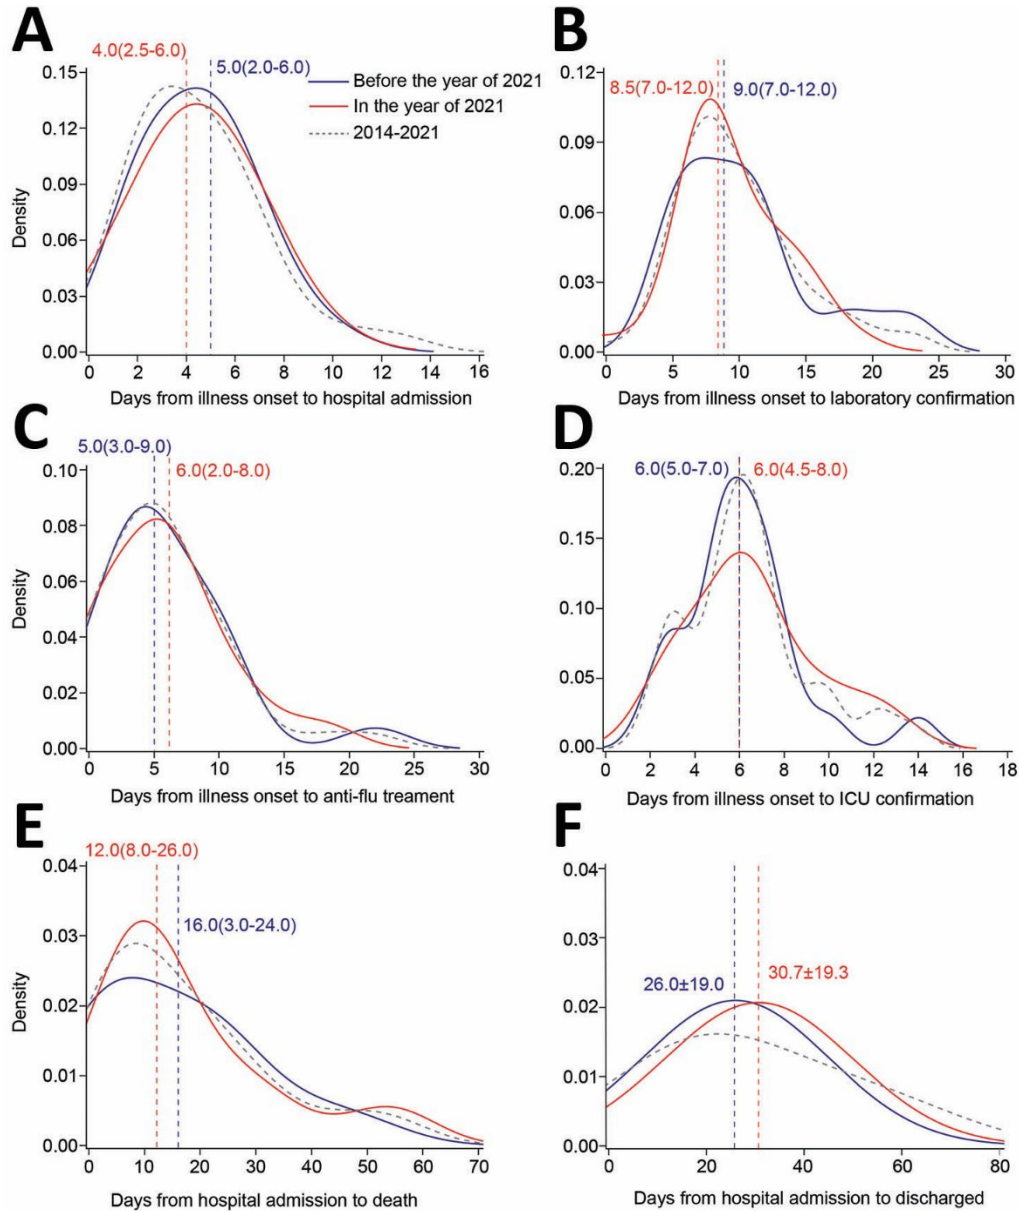 A
4.0(2.5-6.0)
5.0(2.0-6.0)
Before the year of 2021
In the year of 2021
2014-2021
Density
0.15
0.12
0.09
0.06
0.03
0.00
0 2 4 6 8 10 12 14 16
Days from illness onset to hospital admission
B
8.5(7.0-12.0)
9.0(7.0-12.0)
0.12
0.09
0.06
0.03
0.00
0 5 10 15 20 25 30
Days from illness onset to laboratory confirmation
C
5.0(3.0-9.0)
6.0(2.0-8.0)
Density
0.10
0.08
0.06
0.04
0.02
0.00
0 5 10 15 20 25 30
Days from illness onset to anti-flu treament
D
6.0(5.0-7.0)
6.0(4.5-8.0)
0.20
0.15
0.10
0.05
0.00
0 2 4 6 8 10 12 14 16 18
Days from illness onset to ICU confirmation
E
12.0(8.0-26.0)
16.0(3.0-24.0)
Density
0.04
0.03
0.02
0.01
0.00
0 10 20 30 40 50 60 70
Days from hospital admission to death
F
26.0±19.0
30.7±19.3
0.04
0.03
0.02
0.01
0.00
0 20 40 60 80
Days from hospital admission to discharged